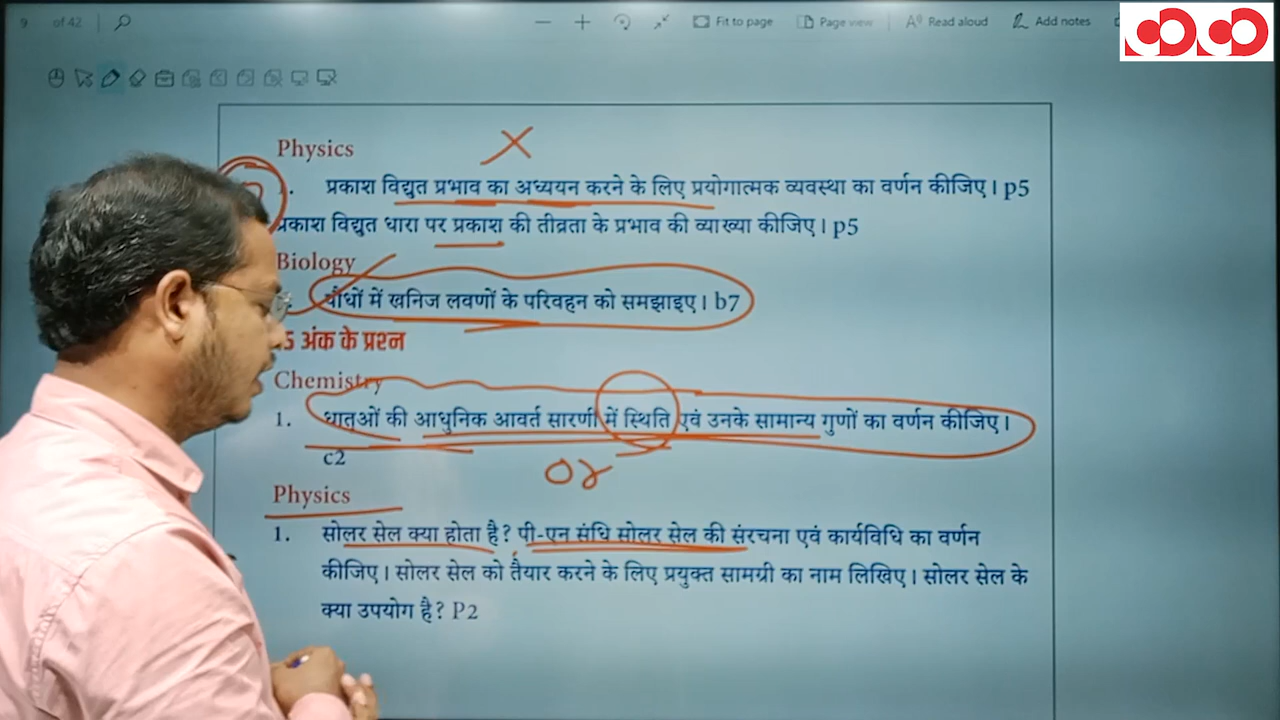 9 of 42
Fit to page Page view Read aloud Add notes
Physics
X
प्रकाश विद्युत प्रभाव का अध्ययन करने के लिए प्रयोगात्मक व्यवस्था का वर्णन कीजिए। p5
प्रकाश विद्युत धारा पर प्रकाश की तीव्रता के प्रभाव की व्याख्या कीजिए। p5
Biology
पौधों में खनिज लवणों के परिवहन को समझाइए। b7
अंक के प्रश्न
Chemistry
1. धातुओं की आधुनिक आवर्त सारणी में स्थिति एवं उनके सामान्य गुणों का वर्णन कीजिए।
c2
Or
Physics
1. सोलर सेल क्या होता है? पी-एन संधि सोलर सेल की संरचना एवं कार्यविधि का वर्णन
कीजिए। सोलर सेल को तैयार करने के लिए प्रयुक्त सामग्री का नाम लिखिए। सोलर सेल के
क्या उपयोग है? P2